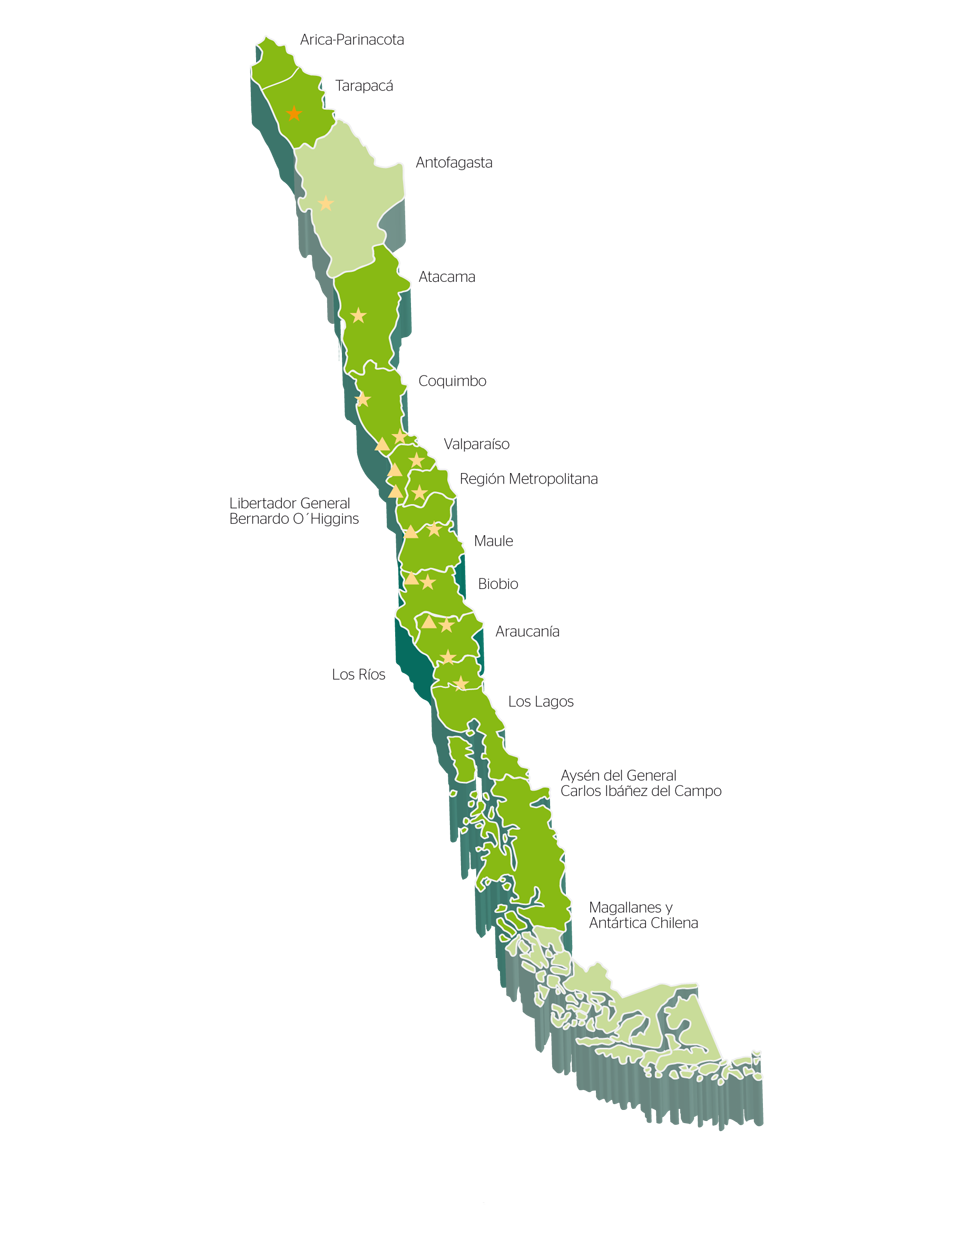 Arica-Parinacota
Tarapacá
Antofagasta
Atacama
Coquimbo
Valparaíso
Región Metropolitana
Libertador General
Bernardo O´Higgins
Maule
Biobio
Araucanía
Los Ríos
Los Lagos
Aysén del General
Carlos Ibáñez del Campo
Magallanes y
Antártica Chilena